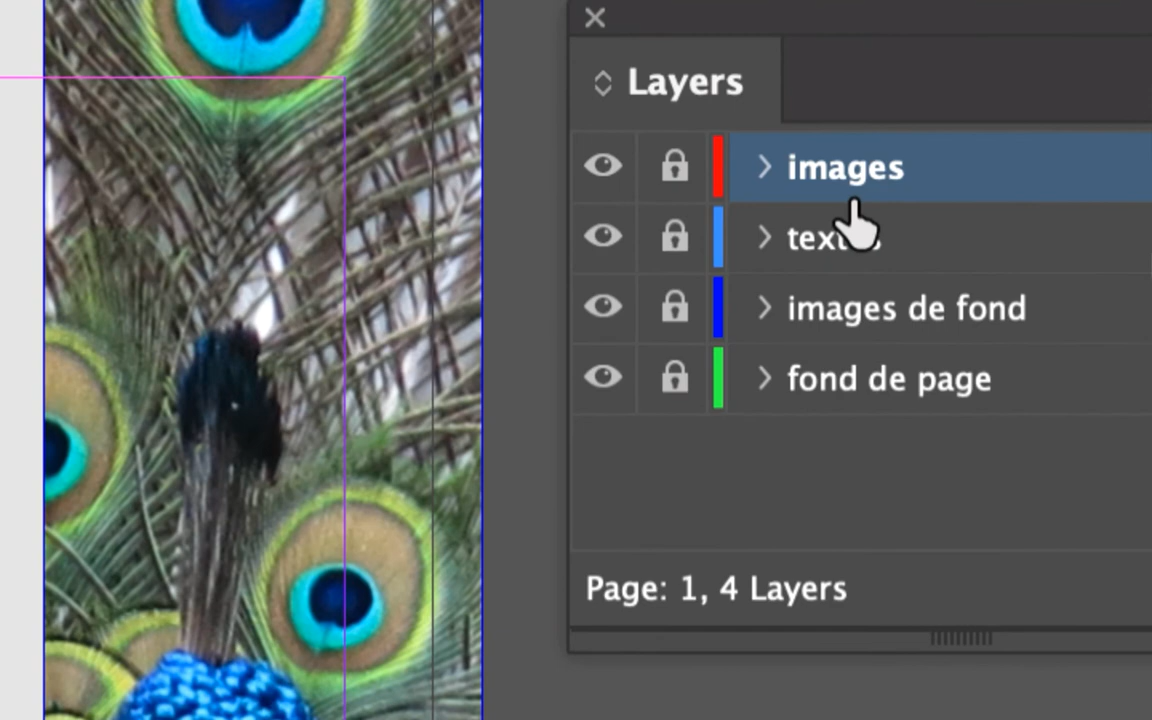 Layers
images
images de fond
fond de page
Page: 1, 4 Layers